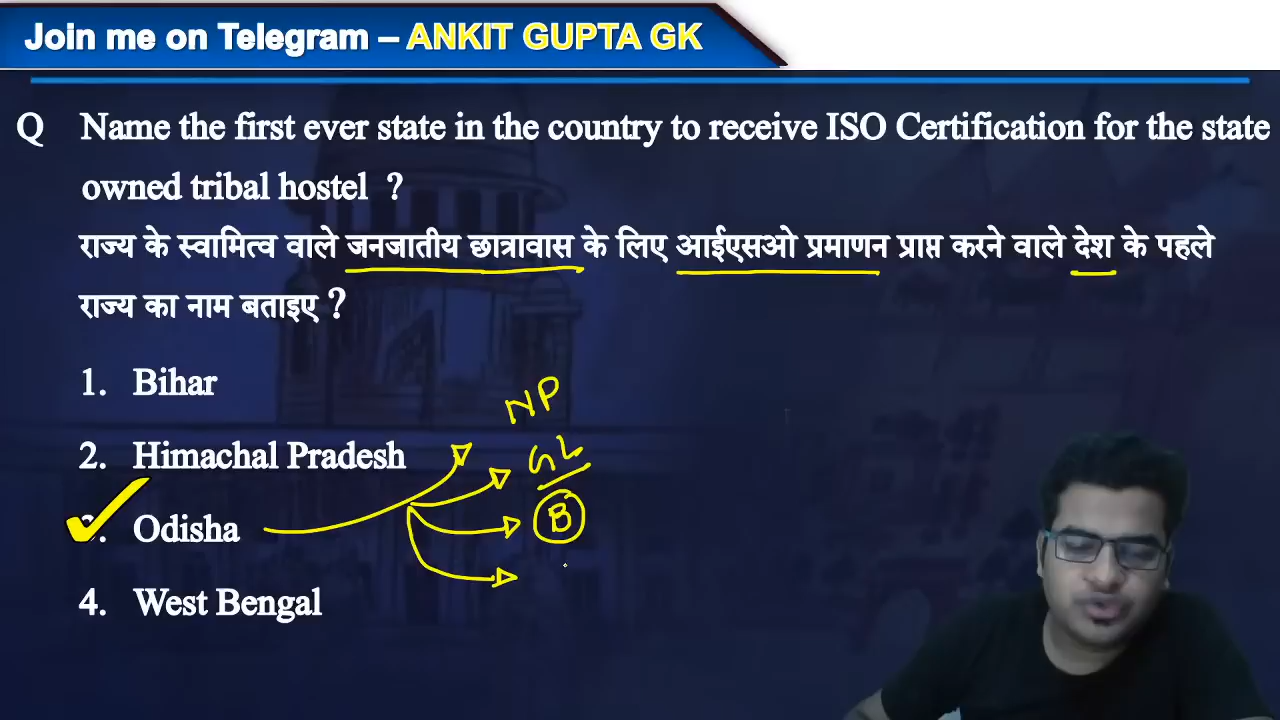 Join me on Telegram – ANKIT GUPTA GK
Q Name the first ever state in the country to receive ISO Certification for the state
owned tribal hostel ?
राज्य के स्वामित्व वाले जनजातीय छात्रावास के लिए आईएसओ प्रमाणन प्राप्त करने वाले देश के पहले
राज्य का नाम बताइए ?
1. Bihar
NP
2. Himachal Pradesh
GL
3. Odisha
B
4. West Bengal